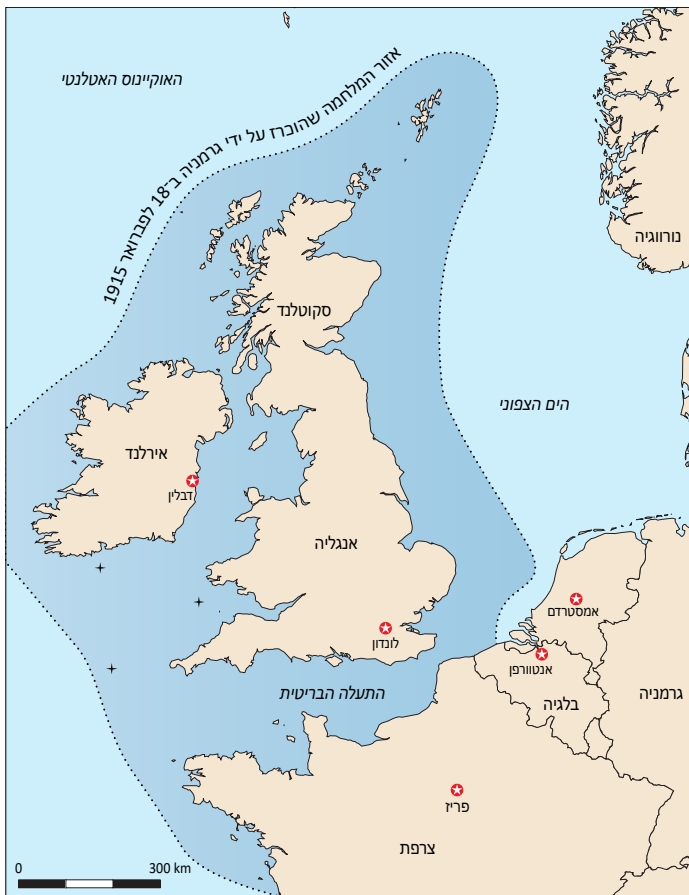 האוקיינוס האטלנטי
אזור המלחמה שהוכרז על ידי גרמניה ב־18 לפברואר 1915
נורווגיה
סקוטלנד
הים הצפוני
אירלנד
דבלין
אנגליה
אמסטרדם
לונדון
אנטוורפן
התעלה הבריטית
בלגיה
גרמניה
פריז
צרפת
0 300 km